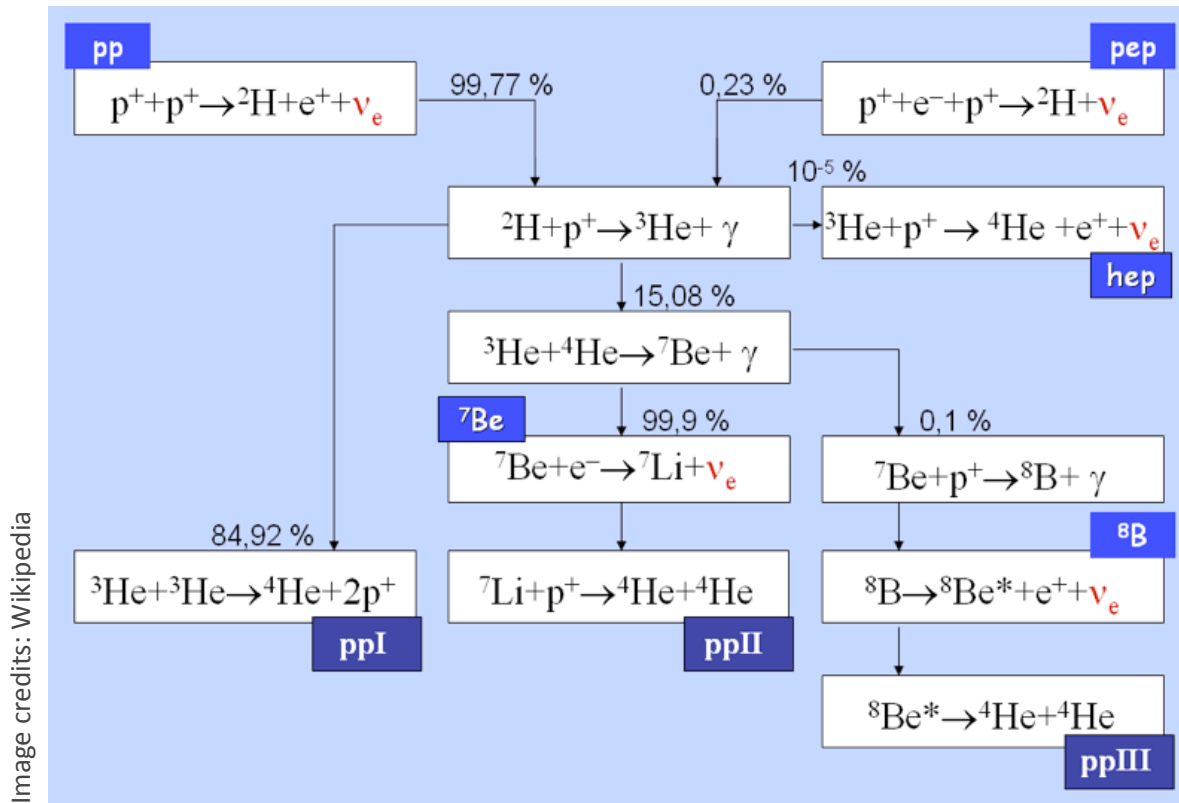 pp
pep
p⁺+p⁺→²H+e⁺+νₑ
99,77 %
0,23 %
p⁺+e⁻+p⁺→²H+νₑ
10⁻⁵ %
²H+p⁺→³He+ γ
³He+p⁺→ ⁴He +e⁺+νₑ
hep
15,08 %
³He+⁴He→⁷Be+ γ
⁷Be
99,9 %
0,1 %
⁷Be+e⁻→⁷Li+νₑ
⁷Be+p⁺→⁸B+ γ
84,92 %
⁸B
³He+³He→⁴He+2p⁺
⁷Li+p⁺→⁴He+⁴He
⁸B→⁸Be*+e⁺+νₑ
ppI
ppII
⁸Be*→⁴He+⁴He
ppIII
Image credits: Wikipedia